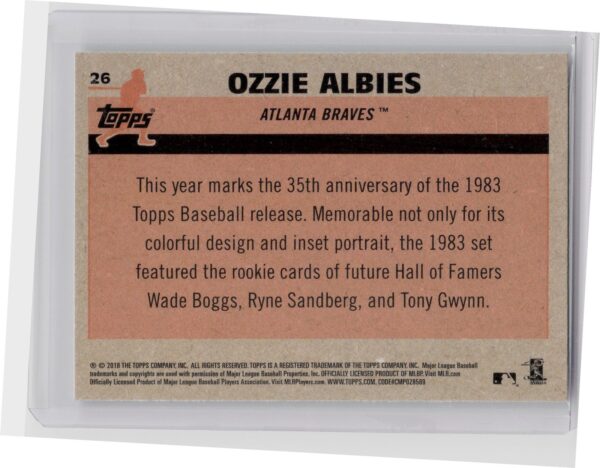 26
OZZIE ALBIES
Topps®
ATLANTA BRAVES™
This year marks the 35th anniversary of the 1983
Topps Baseball release. Memorable not only for its
colorful design and inset portrait, the 1983 set
featured the rookie cards of future Hall of Famers
Wade Boggs, Ryne Sandberg, and Tony Gwynn.
® © 2018 THE TOPPS COMPANY, INC. ALL RIGHTS RESERVED. TOPPS IS A REGISTERED TRADEMARK OF THE TOPPS COMPANY, INC. Major League Baseball
trademarks and copyrights are used with permission of Major League Baseball Properties, Inc. OFFICIALLY LICENSED PRODUCT OF MLB. Visit MLB.com
Officially Licensed Product of Major League Baseball Players Association. Visit MLBPlayers.com WWW.TOPPS.COM. CODE#CMP028589